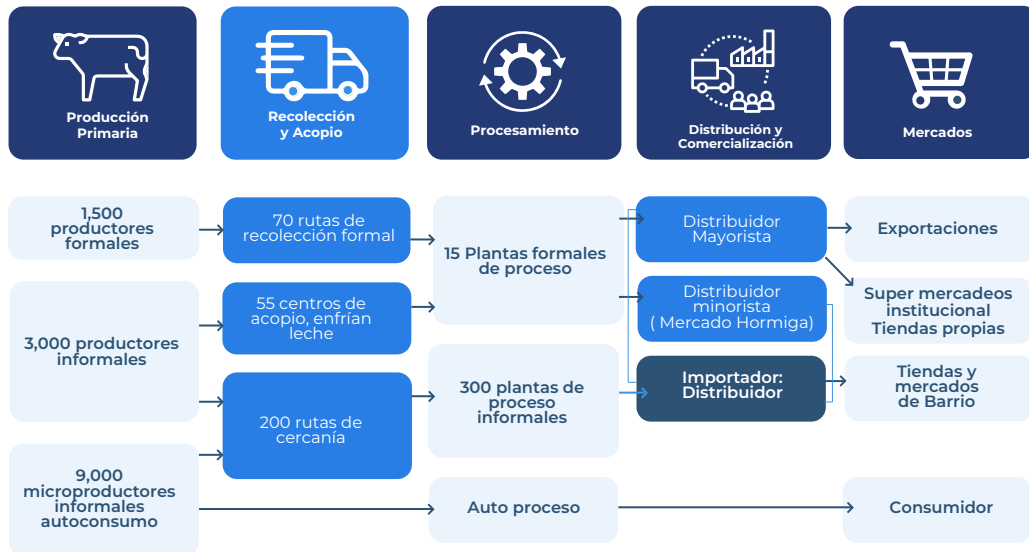 Producción
Primaria
Recolección
y Acopio
Procesamiento
Distribución y
Comercialización
Mercados
1,500
productores
formales
70 rutas de
recolección formal
15 Plantas formales
de proceso
Distribuidor
Mayorista
Exportaciones
3,000 productores
informales
55 centros de
acopio, enfrían
leche
Distribuidor
minorista
( Mercado Hormiga)
Super mercadeos
institucional
Tiendas propias
200 rutas de
cercanía
300 plantas de
proceso
informales
Importador:
Distribuidor
Tiendas y
mercados
de Barrio
9,000
microproductores
informales
autoconsumo
Auto proceso
Consumidor